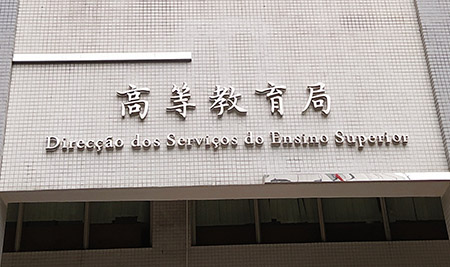 高等教育局
Direcção dos Serviços do Ensino Superior